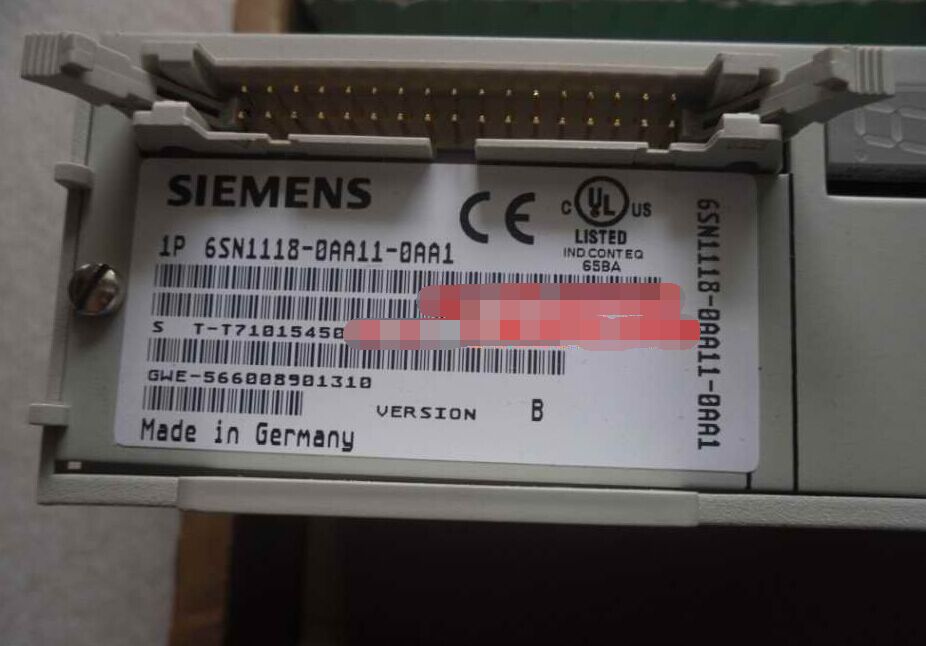 SIEMENS
CE
C UL US
LISTED
IND CONT EQ
65BA
1P 6SN1118-0AA11-0AA1
S T-T71015450
GWE-566008901310
VERSION B
Made in Germany
6SN1118-0AA11-0AA1